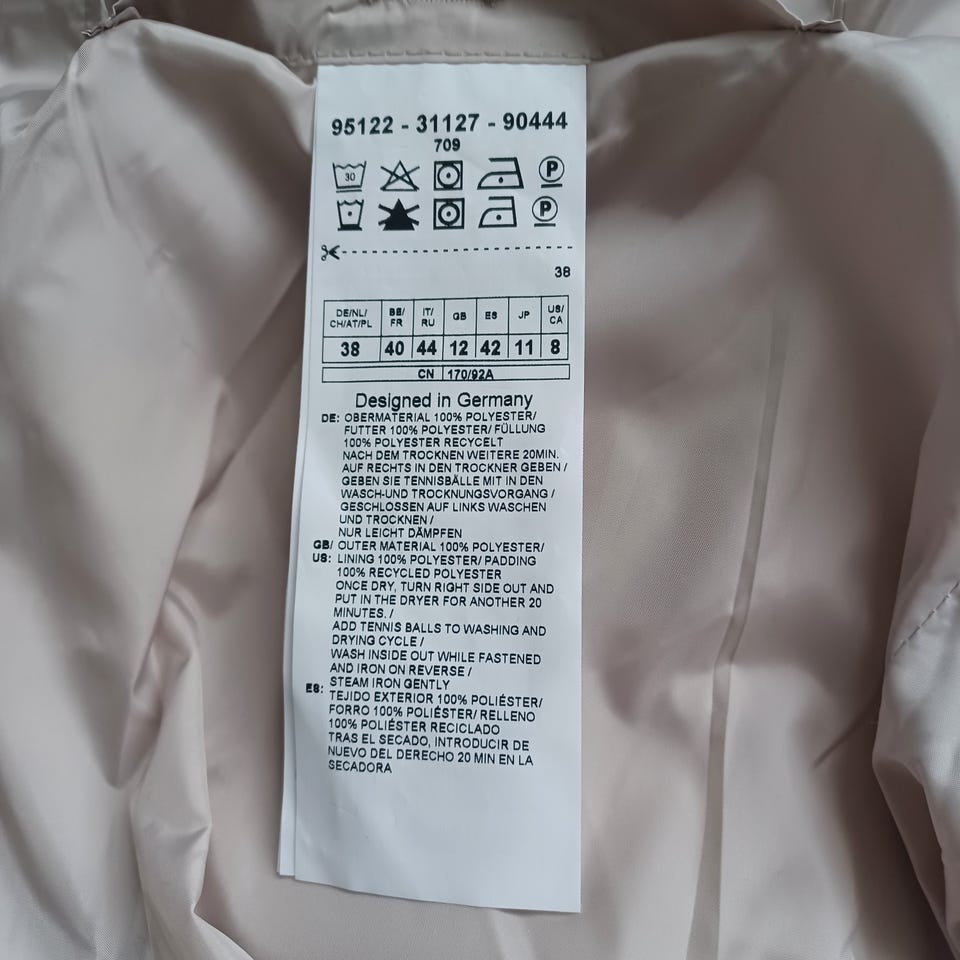 95122 - 31127 - 90444
709
30 P
P
38
DE/NL/ CH/AT/PL BE/ FR IT/ RU GB ES JP US/ CA
38 40 44 12 42 11 8
CN 170/92A
Designed in Germany
DE: OBERMATERIAL 100% POLYESTER/
FUTTER 100% POLYESTER/ FÜLLUNG
100% POLYESTER RECYCELT
NACH DEM TROCKNEN WEITERE 20MIN.
AUF RECHTS IN DEN TROCKNER GEBEN /
GEBEN SIE TENNISBÄLLE MIT IN DEN
WASCH-UND TROCKNUNGSVORGANG /
GESCHLOSSEN AUF LINKS WASCHEN
UND TROCKNEN /
NUR LEICHT DÄMPFEN
GB/ OUTER MATERIAL 100% POLYESTER/
US: LINING 100% POLYESTER/ PADDING
100% RECYCLED POLYESTER
ONCE DRY, TURN RIGHT SIDE OUT AND
PUT IN THE DRYER FOR ANOTHER 20
MINUTES. /
ADD TENNIS BALLS TO WASHING AND
DRYING CYCLE /
WASH INSIDE OUT WHILE FASTENED
AND IRON ON REVERSE /
STEAM IRON GENTLY
ES: TEJIDO EXTERIOR 100% POLIÉSTER/
FORRO 100% POLIÉSTER/ RELLENO
100% POLIÉSTER RECICLADO
TRAS EL SECADO, INTRODUCIR DE
NUEVO DEL DERECHO 20 MIN EN LA
SECADORA